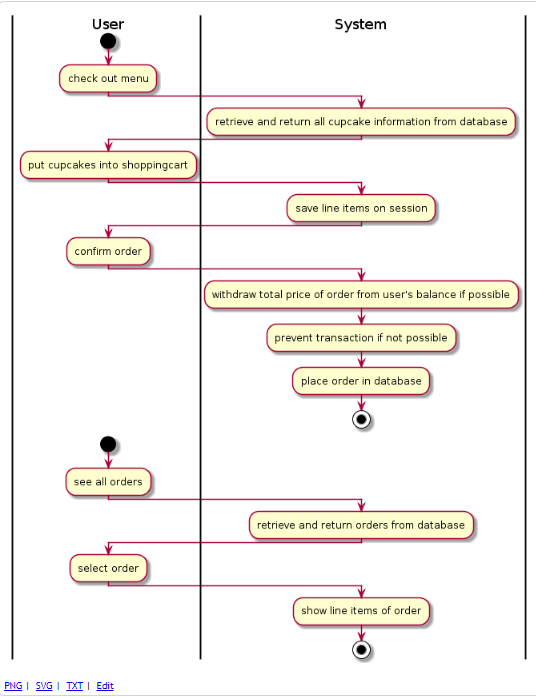 User System
check out menu
retrieve and return all cupcake information from database
put cupcakes into shoppingcart
save line items on session
confirm order
withdraw total price of order from user's balance if possible
prevent transaction if not possible
place order in database
see all orders
retrieve and return orders from database
select order
show line items of order
PNG | SVG | TXT | Edit